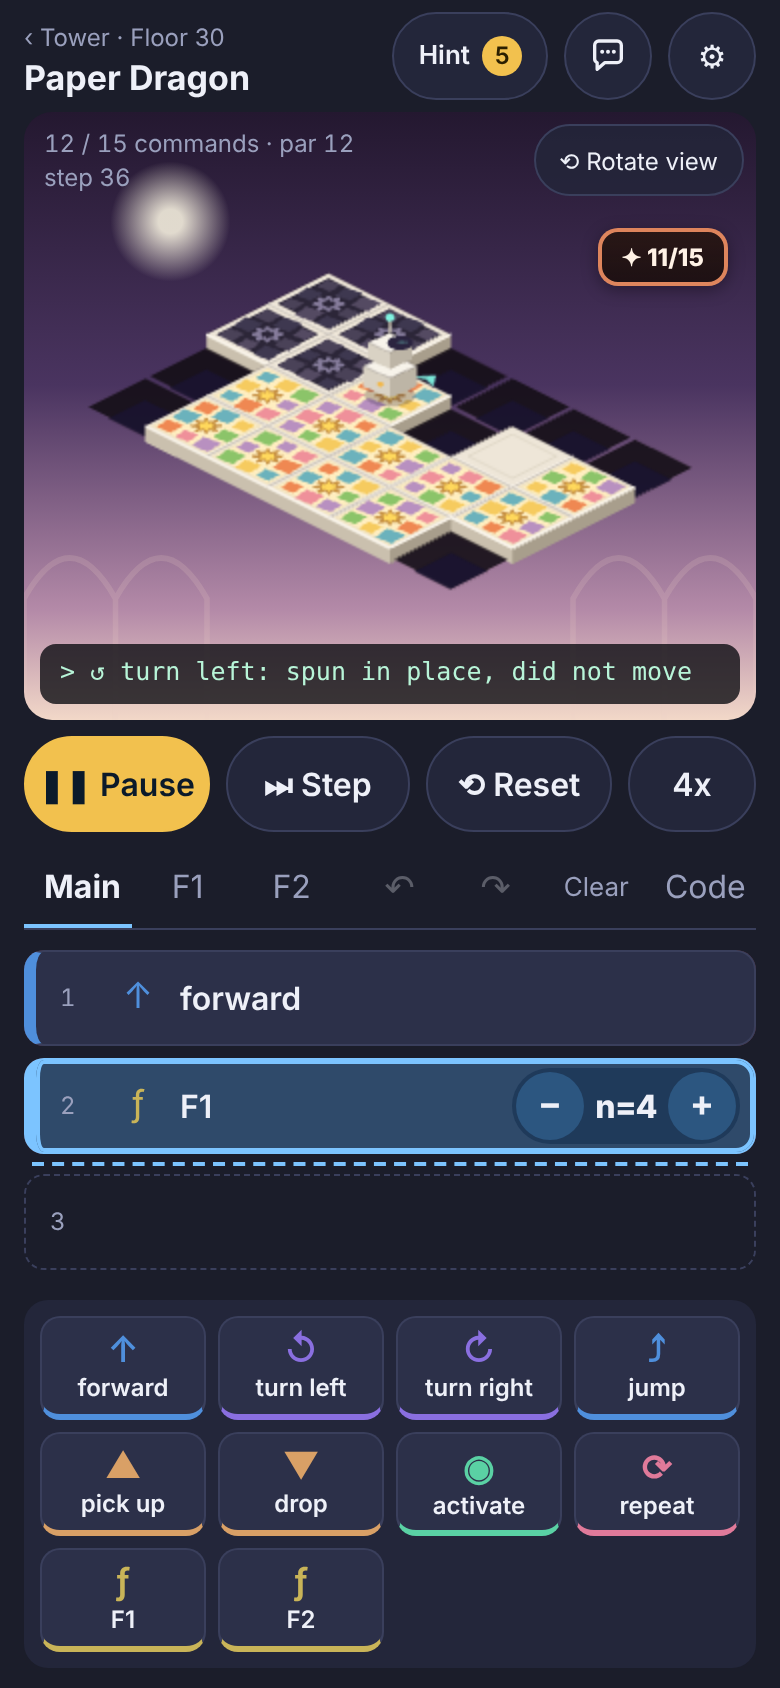 ‹ Tower · Floor 30
Paper Dragon
Hint 5
12 / 15 commands · par 12
step 36
⟲ Rotate view
✦ 11/15
> ↺ turn left: spun in place, did not move
❚❚ Pause
⏭ Step
⟲ Reset
4x
Main F1 F2 ↶ ↷ Clear Code
1 ↑ forward
2 ƒ F1 − n=4 +
3
forward turn left turn right jump
pick up drop activate repeat
ƒ ƒ
F1 F2